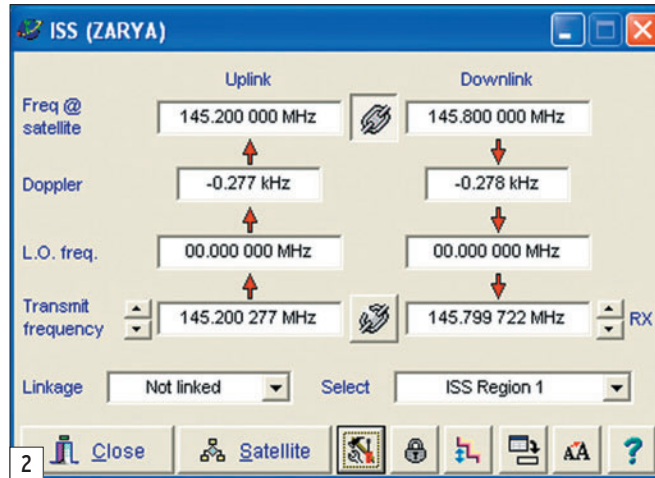 ISS (ZARYA)
Uplink Downlink
Freq @ satellite 145.200 000 MHz 145.800 000 MHz
Doppler -0.277 kHz -0.278 kHz
L.O. freq. 00.000 000 MHz 00.000 000 MHz
Transmit frequency 145.200 277 MHz 145.799 722 MHz RX
Linkage Not linked Select ISS Region 1
2 Close Satellite AA ?